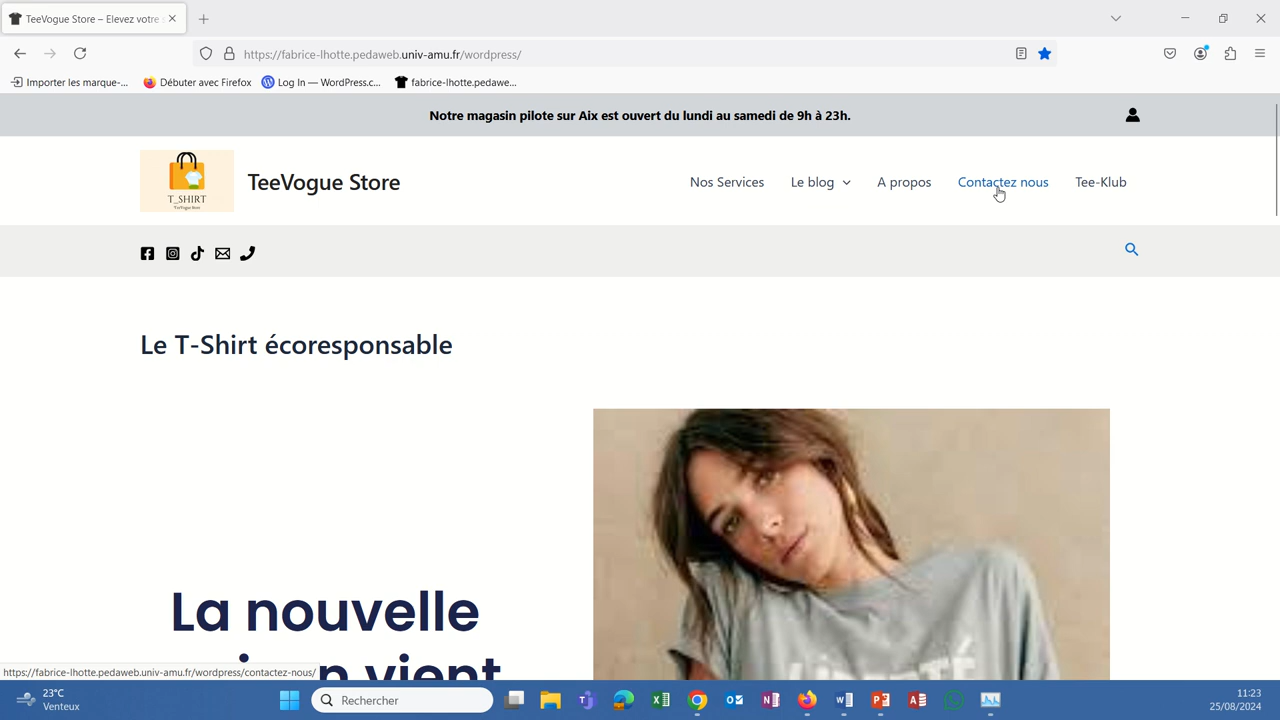 TeeVogue Store – Elevez votre s
https://fabrice-lhotte.pedaweb.univ-amu.fr/wordpress/
Importer les marque-...
Débuter avec Firefox
Log In — WordPress.c...
fabrice-lhotte.pedawe...
Notre magasin pilote sur Aix est ouvert du lundi au samedi de 9h à 23h.
T_SHIRT
TeeVogue Store
TeeVogue Store
Nos Services
Le blog
A propos
Contactez nous
Tee-Klub
Le T-Shirt écoresponsable
La nouvelle
vient
https://fabrice-lhotte.pedaweb.univ-amu.fr/wordpress/contactez-nous/
23°C
Venteux
Rechercher
11:23
25/08/2024